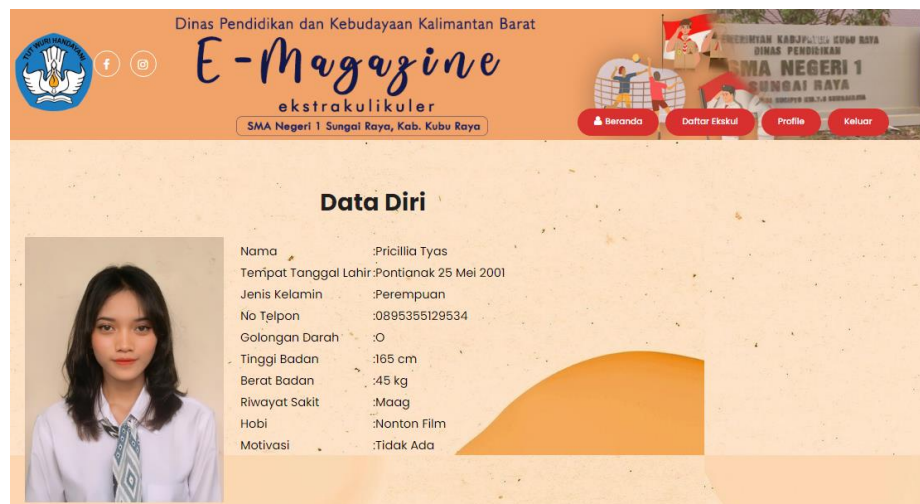 Dinas Pendidikan dan Kebudayaan Kalimantan Barat
TUT WURI HANDAYANI
E-Magazine
ekstrakulikuler
SMA Negeri 1 Sungai Raya, Kab. Kubu Raya
DINAS PENDIDIKAN
SMA NEGERI 1
SUNGAI RAYA
Beranda
Daftar Ekskul
Profile
Keluar
Data Diri
Nama :Pricillia Tyas
Tempat Tanggal Lahir:Pontianak 25 Mei 2001
Jenis Kelamin :Perempuan
No Telpon :0895355129534
Golongan Darah :O
Tinggi Badan :165 cm
Berat Badan :45 kg
Riwayat Sakit :Maag
Hobi :Nonton Film
Motivasi :Tidak Ada